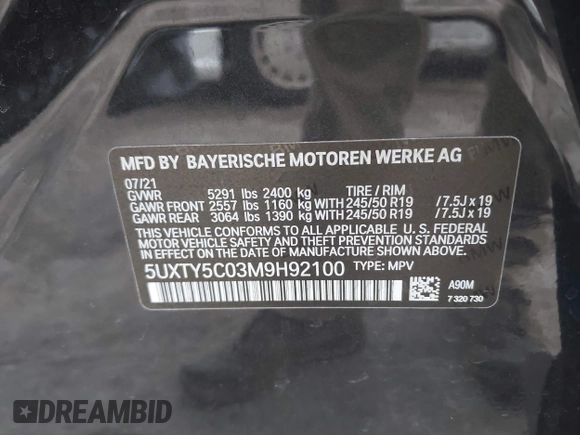 MFD BY BAYERISCHE MOTOREN WERKE AG
07/21
GVWR 5291 lbs 2400 kg TIRE / RIM
GAWR FRONT 2557 lbs 1160 kg WITH 245/50 R19 /7.5J x 19
GAWR REAR 3064 lbs 1390 kg WITH 245/50 R19 /7.5J x 19
THIS VEHICLE CONFORMS TO ALL APPLICABLE U. S. FEDERAL
MOTOR VEHICLE SAFETY, BUMPER, AND THEFT PREVENTION STANDARDS
IN EFFECT ON THE DATE OF MANUFACTURE SHOWN ABOVE.
5UXTY5C03M9H92100 TYPE: MPV
A90M
7 320 730
DREAMBID